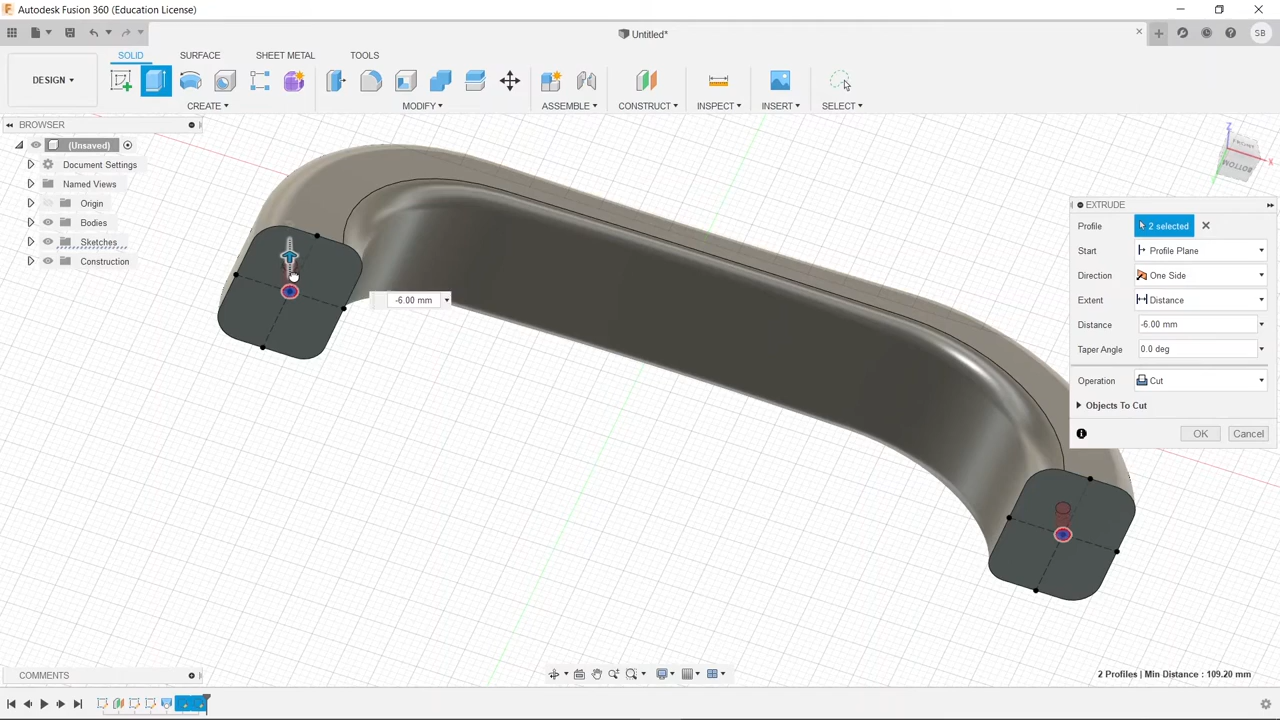 Autodesk Fusion 360 (Education License)
Untitled*
SB
DESIGN
SOLID
SURFACE
SHEET METAL
TOOLS
CREATE
MODIFY
ASSEMBLE
CONSTRUCT
INSPECT
INSERT
SELECT
BROWSER
(Unsaved)
Document Settings
Named Views
Origin
Bodies
Sketches
Construction
Z
FRONT
BOTTOM
X
EXTRUDE
Profile
2 selected
Start
Profile Plane
Direction
One Side
Extent
Distance
Distance
-6.00 mm
Taper Angle
0.0 deg
Operation
Cut
Objects To Cut
OK
Cancel
-6.00 mm
COMMENTS
2 Profiles | Min Distance : 109.20 mm